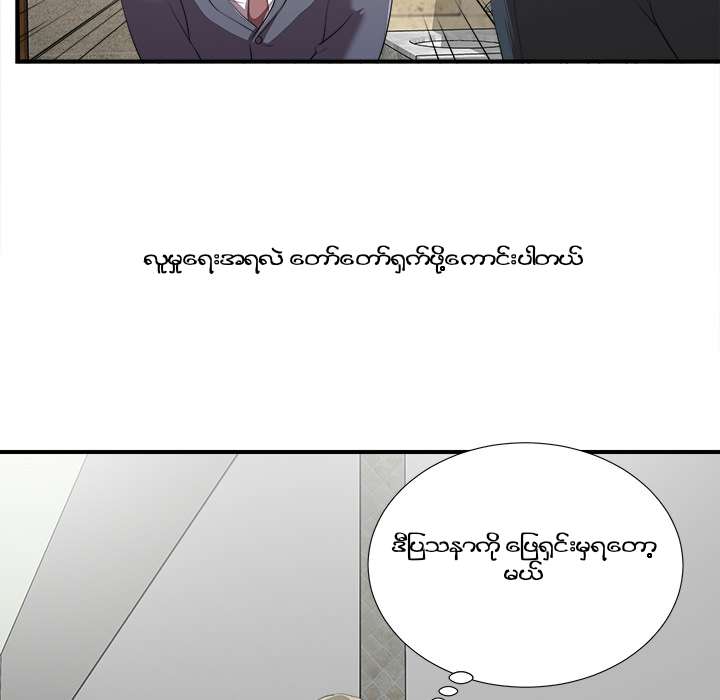 လူမှုရေးအရလဲ တော်တော်ရှက်ဖို့ကောင်းပါတယ်
ဒီပြသနာကို ဖြေရှင်းမှရတော့
မယ်